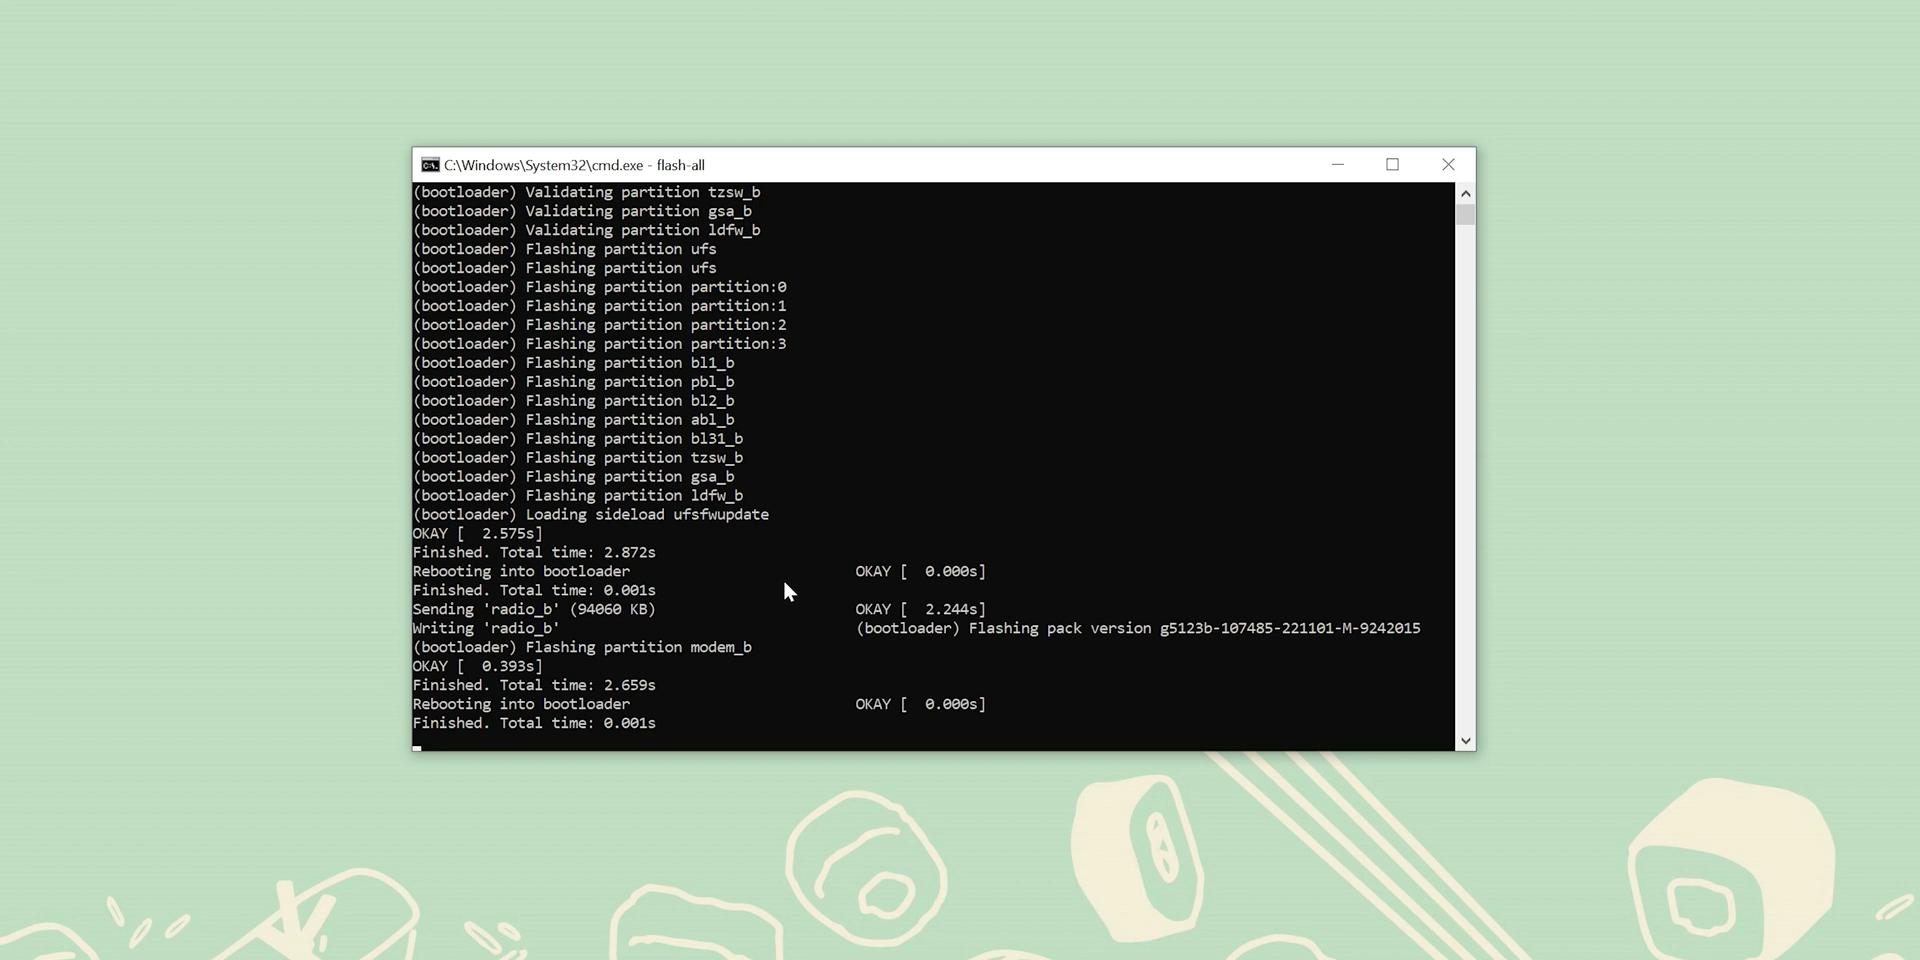 C:\Windows\System32\cmd.exe - flash-all
(bootloader) Validating partition tzsw_b
(bootloader) Validating partition gsa_b
(bootloader) Validating partition ldfw_b
(bootloader) Flashing partition ufs
(bootloader) Flashing partition ufs
(bootloader) Flashing partition partition:0
(bootloader) Flashing partition partition:1
(bootloader) Flashing partition partition:2
(bootloader) Flashing partition partition:3
(bootloader) Flashing partition bl1_b
(bootloader) Flashing partition pbl_b
(bootloader) Flashing partition bl2_b
(bootloader) Flashing partition abl_b
(bootloader) Flashing partition bl31_b
(bootloader) Flashing partition tzsw_b
(bootloader) Flashing partition gsa_b
(bootloader) Flashing partition ldfw_b
(bootloader) Loading sideload ufsfwupdate
OKAY [  2.575s]
Finished. Total time: 2.872s
Rebooting into bootloader                          OKAY [  0.000s]
Finished. Total time: 0.001s
Sending 'radio_b' (94060 KB)                       OKAY [  2.244s]
Writing 'radio_b'                                  (bootloader) Flashing pack version g5123b-107485-221101-M-9242015
(bootloader) Flashing partition modem_b
OKAY [  0.393s]
Finished. Total time: 2.659s
Rebooting into bootloader                          OKAY [  0.000s]
Finished. Total time: 0.001s